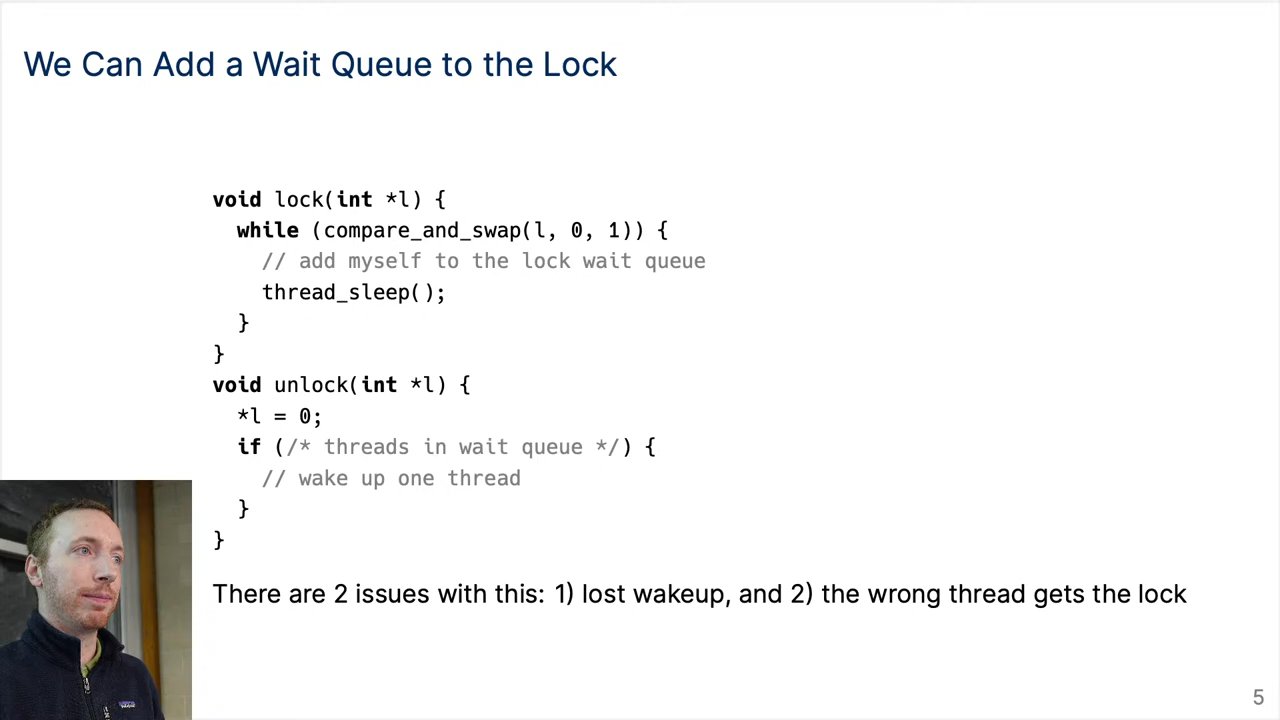 We Can Add a Wait Queue to the Lock
void lock(int *l) {
while (compare_and_swap(l, 0, 1)) {
// add myself to the lock wait queue
thread_sleep();
}
}
void unlock(int *l) {
*l = 0;
if (/* threads in wait queue */) {
// wake up one thread
}
}
There are 2 issues with this: 1) lost wakeup, and 2) the wrong thread gets the lock
5